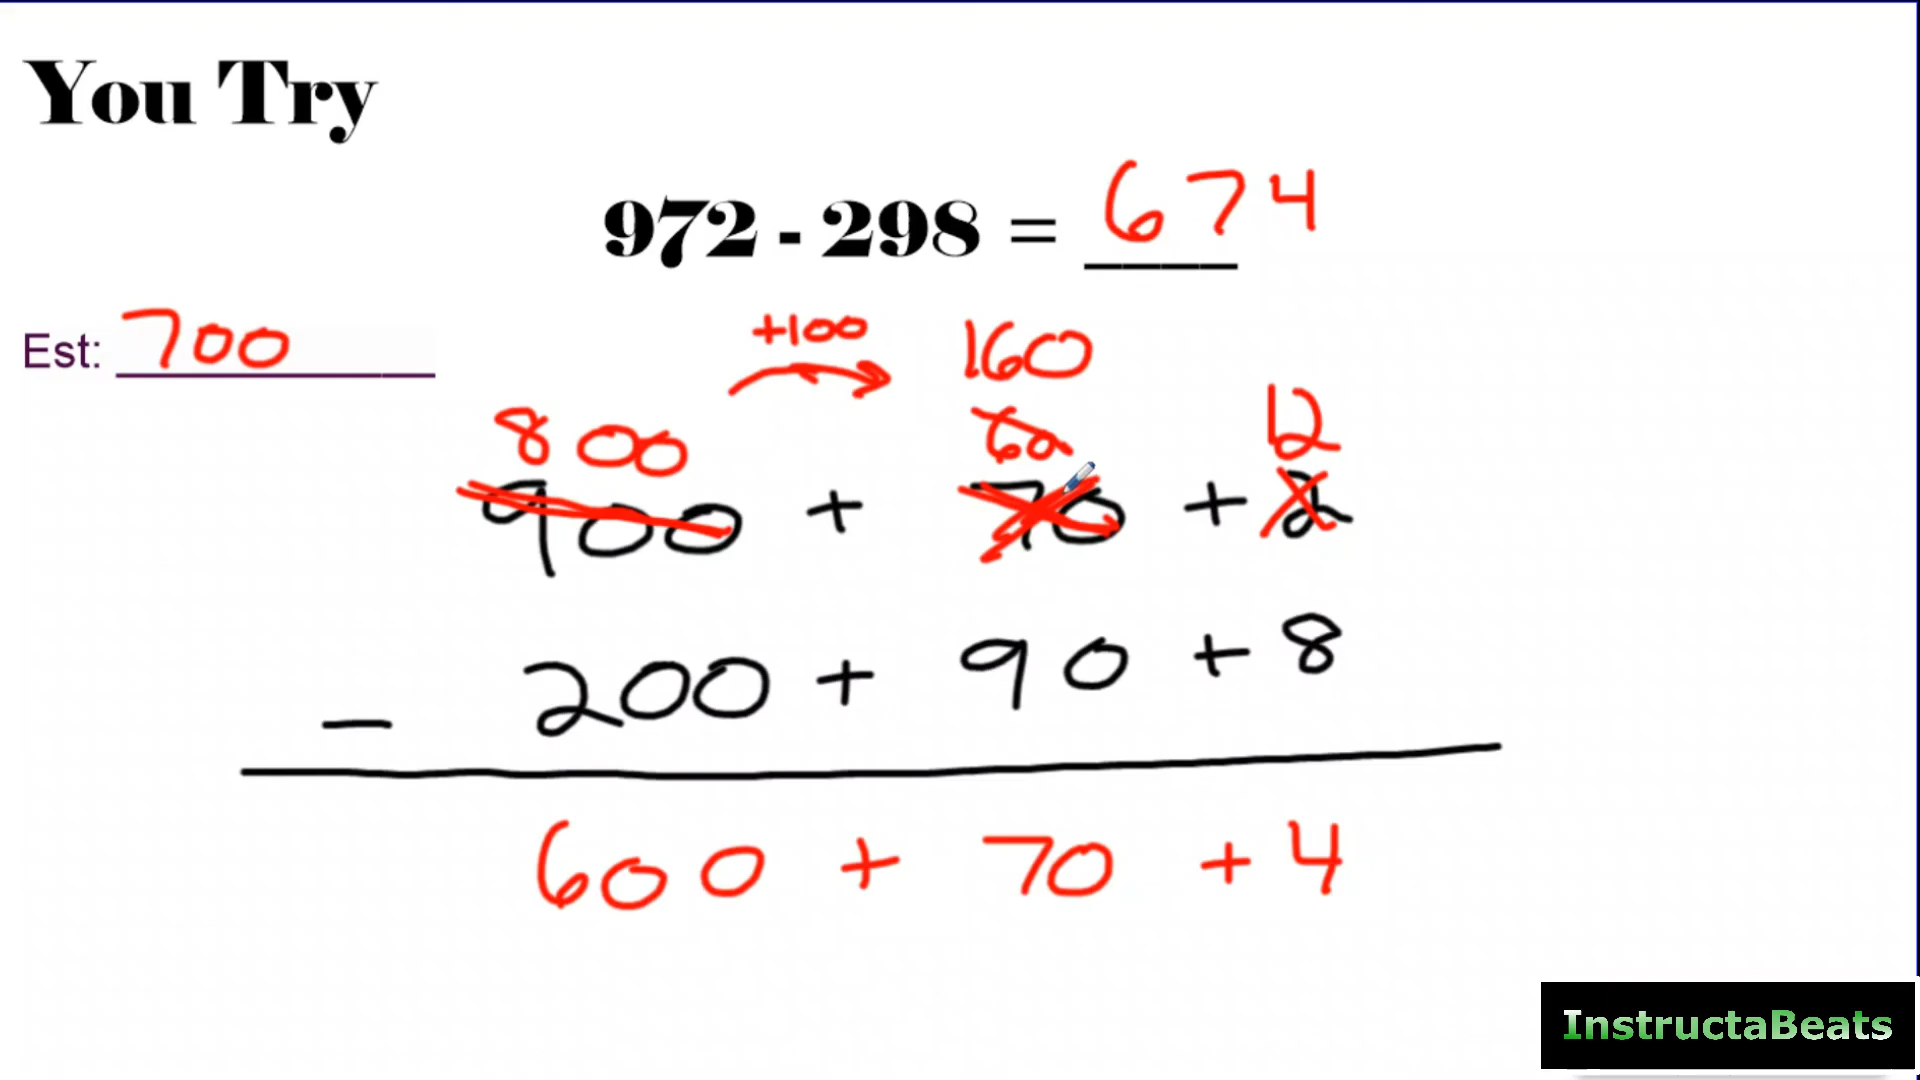 You Try
972 - 298 = 674
Est: 700
+100 160
800 60 12
900 + 70 + 2
- 200 + 90 + 8
600 + 70 + 4
InstructaBeats